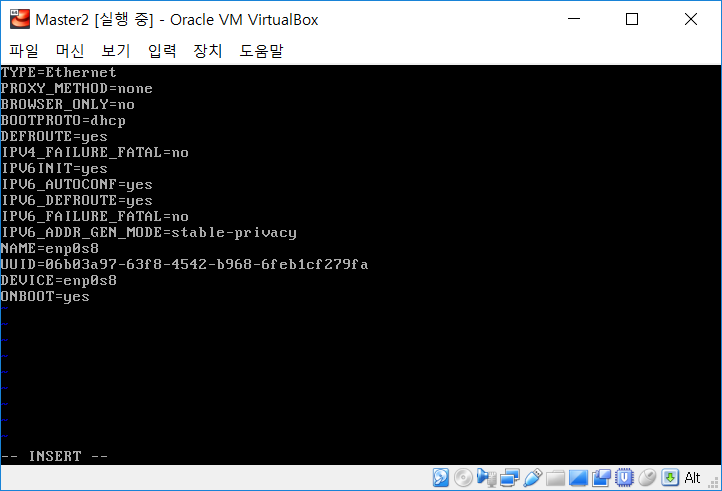 Master2 [실행 중] - Oracle VM VirtualBox
파일 머신 보기 입력 장치 도움말
TYPE=Ethernet
PROXY_METHOD=none
BROWSER_ONLY=no
BOOTPROTO=dhcp
DEFROUTE=yes
IPV4_FAILURE_FATAL=no
IPV6INIT=yes
IPV6_AUTOCONF=yes
IPV6_DEFROUTE=yes
IPV6_FAILURE_FATAL=no
IPV6_ADDR_GEN_MODE=stable-privacy
NAME=enp0s8
UUID=06b03a97-63f8-4542-b968-6feb1cf279fa
DEVICE=enp0s8
ONBOOT=yes
~
~
~
~
~
~
~
~
~
-- INSERT --
Alt